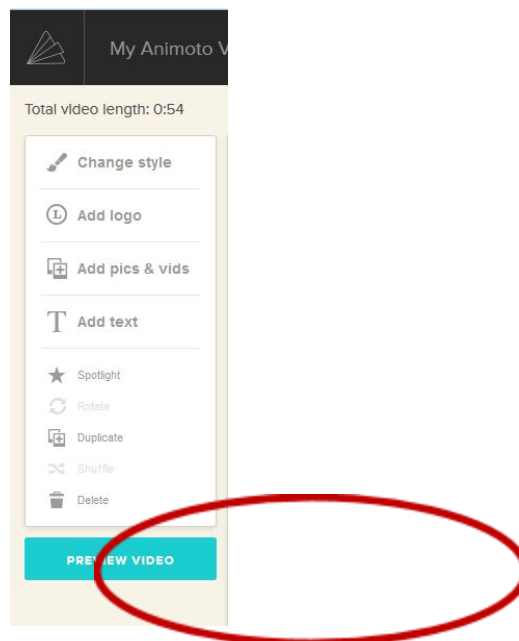 My Animoto V
Total video length: 0:54
Change style
L Add logo
Add pics & vids
T Add text
Spotlight
Rotate
Duplicate
Shuffle
Delete
PREVIEW VIDEO